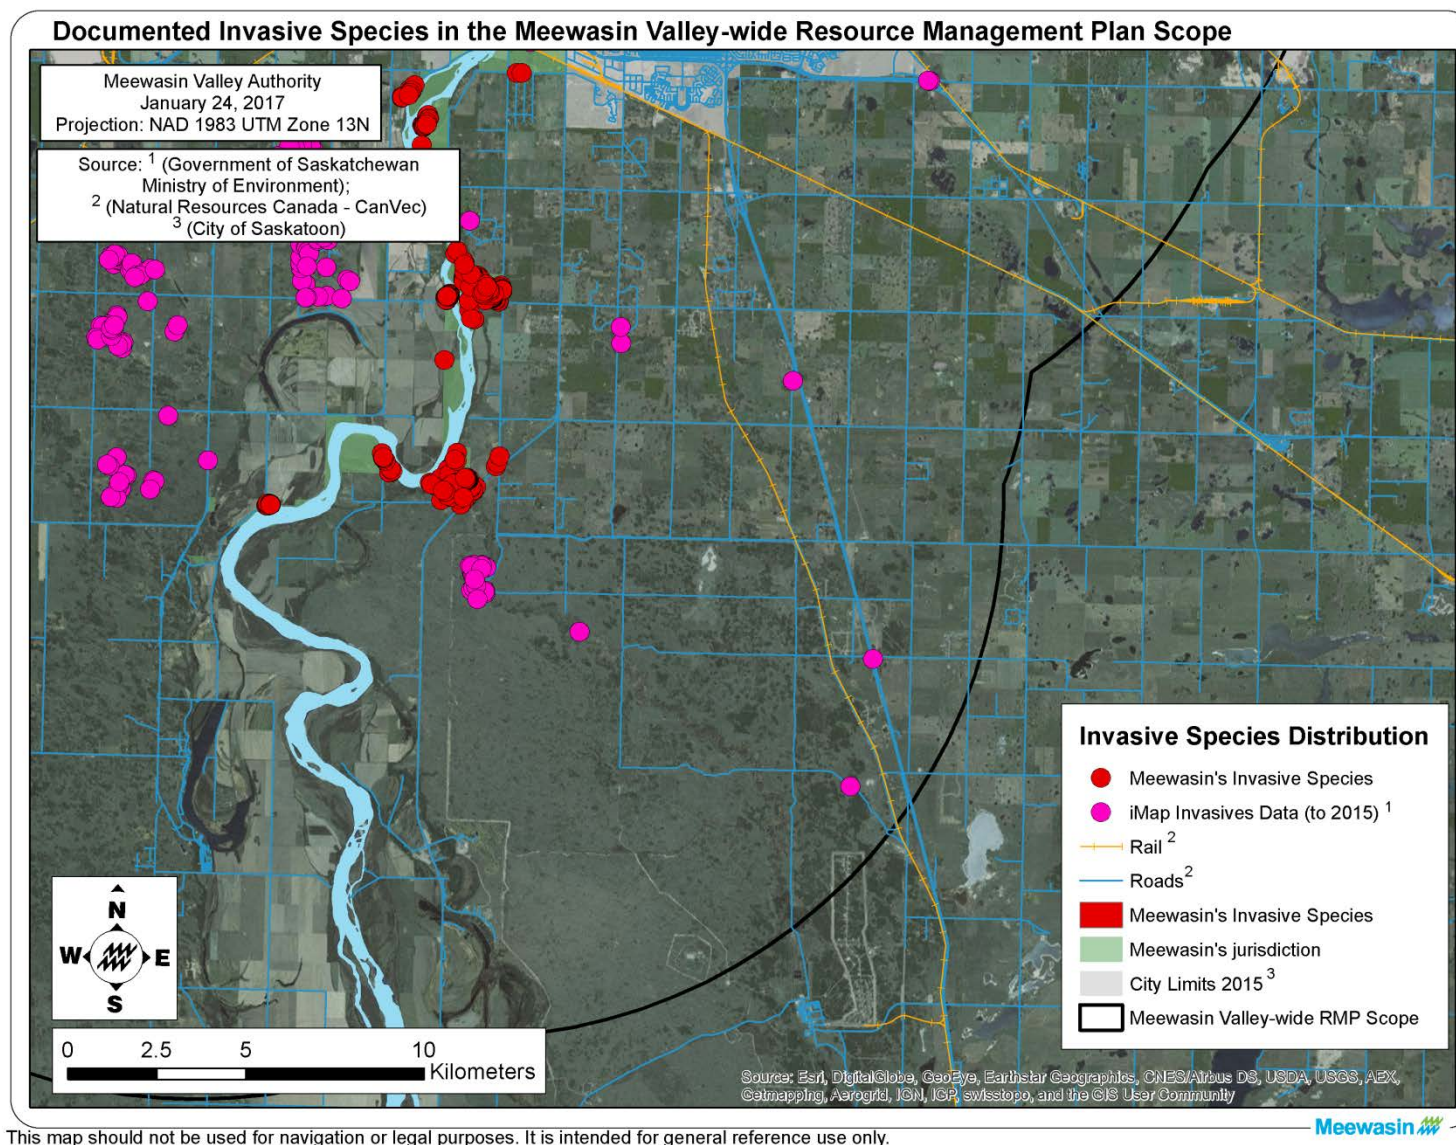 Documented Invasive Species in the Meewasin Valley-wide Resource Management Plan Scope
Meewasin Valley Authority
January 24, 2017
Projection: NAD 1983 UTM Zone 13N
Source: 1 (Government of Saskatchewan
Ministry of Environment);
2 (Natural Resources Canada - CanVec)
3 (City of Saskatoon)
Invasive Species Distribution
Meewasin's Invasive Species
iMap Invasives Data (to 2015) 1
Rail 2
Roads 2
Meewasin's Invasive Species
Meewasin's jurisdiction
City Limits 2015 3
Meewasin Valley-wide RMP Scope
N
W E
S
0 2.5 5 10
Kilometers
Source: Esri, DigitalGlobe, GeoEye, Earthstar Geographics, CNES/Airbus DS, USDA, USGS, AEX,
Getmapping, Aerogrid, IGN, IGP, swisstopo, and the GIS User Community
Meewasin
This map should not be used for navigation or legal purposes. It is intended for general reference use only.